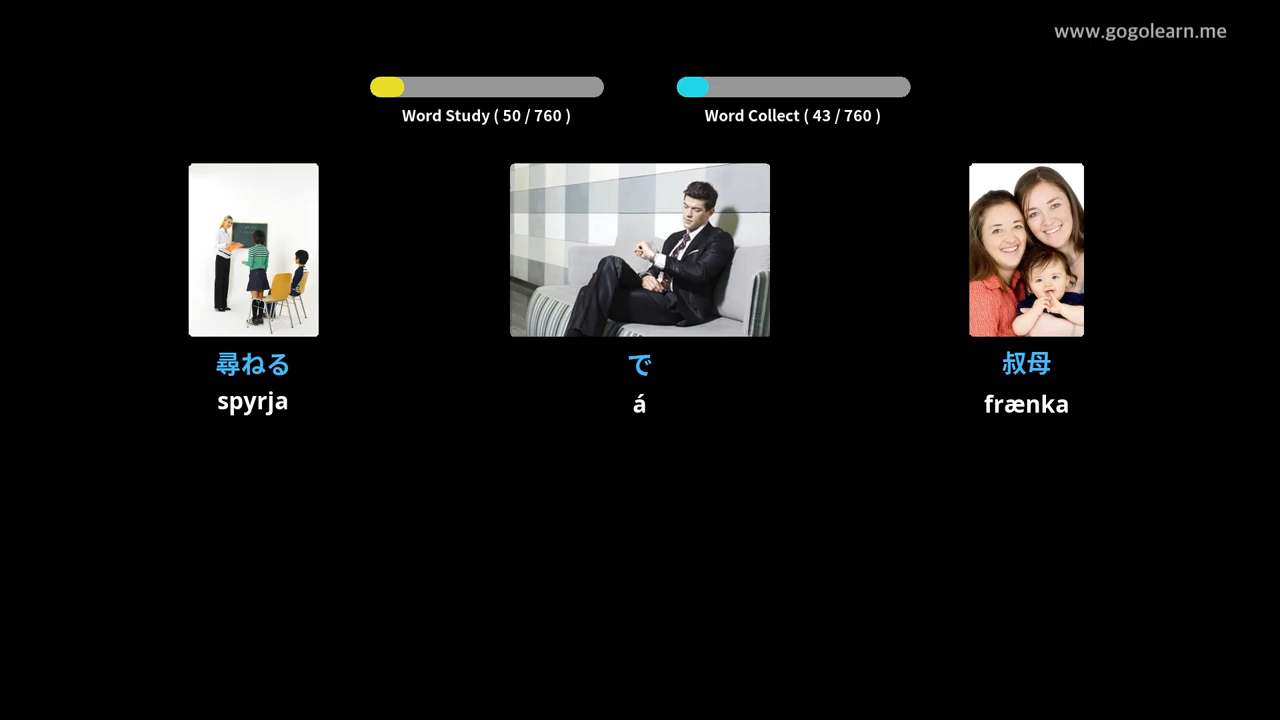 www.gogolearn.me
Word Study ( 50 / 760 )
Word Collect ( 43 / 760 )
尋ねる
で
叔母
spyrja
á
frænka